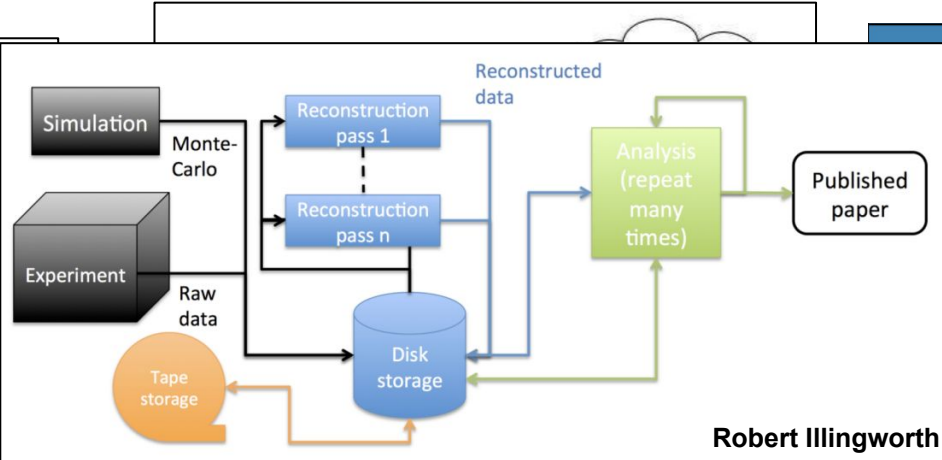 Reconstructed
data
Simulation
Monte-
Carlo
Reconstruction
pass 1
Reconstruction
pass n
Analysis
(repeat
many
times)
Published
paper
Experiment
Raw
data
Disk
storage
Tape
storage
Robert Illingworth